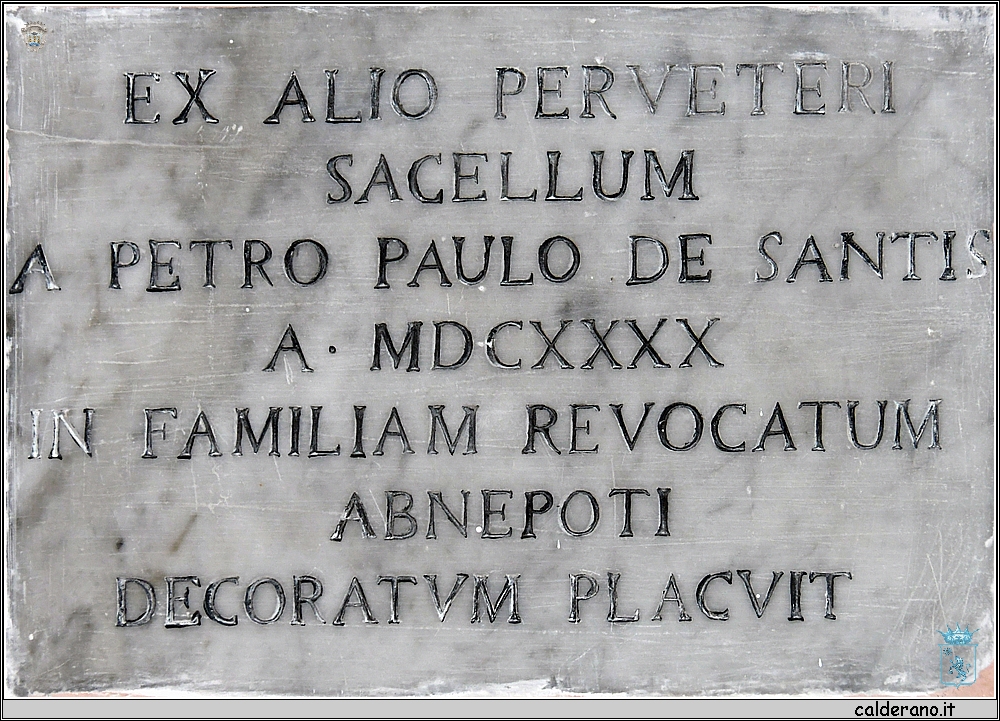 EX ALIO PERVETERI
SACELLUM
A PETRO PAULO DE SANTIS
A · MDCXXXX
IN FAMILIAM REVOCATUM
ABNEPOTI
DECORATVM PLACVIT
calderano.it